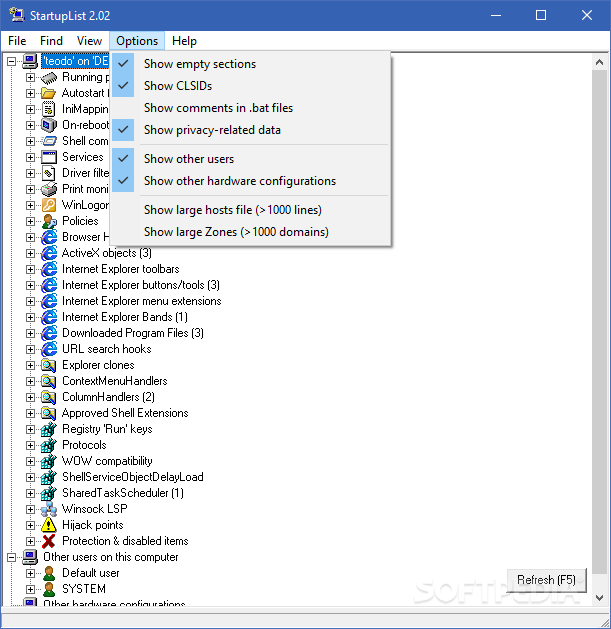 StartupList 2.02
File Find View Options Help
Show empty sections
Show CLSIDs
Show comments in .bat files
Show privacy-related data
Show other users
Show other hardware configurations
Show large hosts file (>1000 lines)
Show large Zones (>1000 domains)
'teodo' on 'DE
Running p
Autostart
IniMappin
On-reboot
Shell com
Services
Driver filte
Print moni
WinLogon
Policies
Browser H
ActiveX objects (3)
Internet Explorer toolbars
Internet Explorer buttons/tools (3)
Internet Explorer menu extensions
Internet Explorer Bands (1)
Downloaded Program Files (3)
URL search hooks
Explorer clones
ContextMenuHandlers
ColumnHandlers (2)
Approved Shell Extensions
Registry 'Run' keys
Protocols
WOW compatibility
ShellServiceObjectDelayLoad
SharedTaskScheduler (1)
Winsock LSP
Hijack points
Protection & disabled items
Other users on this computer
Default user
SYSTEM
Other hardware configurations
Refresh (F5)
SOFTPEDIA